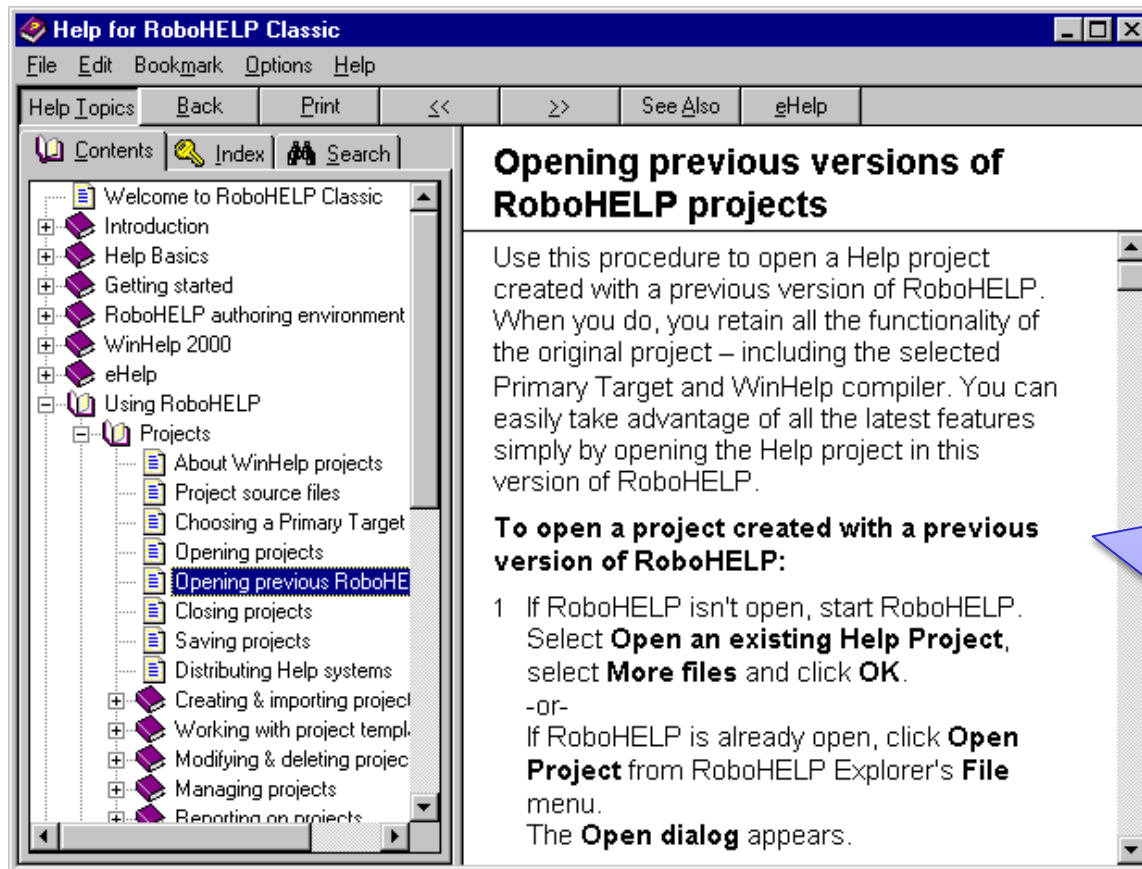 Help for RoboHELP Classic
File Edit Bookmark Options Help
Help Topics Back Print << >> See Also eHelp
Contents Index Search
Welcome to RoboHELP Classic
Introduction
Help Basics
Getting started
RoboHELP authoring environment
WinHelp 2000
eHelp
Using RoboHELP
Projects
About WinHelp projects
Project source files
Choosing a Primary Target
Opening projects
Opening previous RoboHE
Closing projects
Saving projects
Distributing Help systems
Creating & importing project
Working with project templ
Modifying & deleting projec
Managing projects
Reporting on projects
Opening previous versions of
RoboHELP projects
Use this procedure to open a Help project
created with a previous version of RoboHELP.
When you do, you retain all the functionality of
the original project – including the selected
Primary Target and WinHelp compiler. You can
easily take advantage of all the latest features
simply by opening the Help project in this
version of RoboHELP.
To open a project created with a previous
version of RoboHELP:
1 If RoboHELP isn't open, start RoboHELP.
Select Open an existing Help Project,
select More files and click OK.
-or-
If RoboHELP is already open, click Open
Project from RoboHELP Explorer's File
menu.
The Open dialog appears.